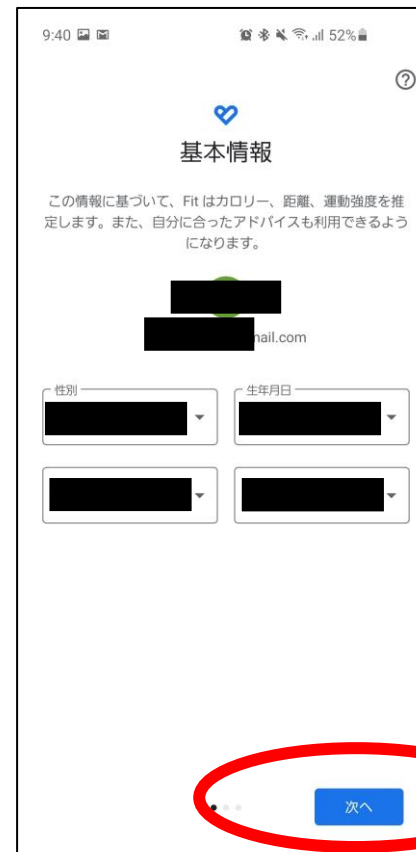 9:40 52%
基本情報
この情報に基づいて、Fit はカロリー、距離、運動強度を推
定します。また、自分に合ったアドバイスも利用できるよう
になります。
mail.com
性別 生年月日
次へ